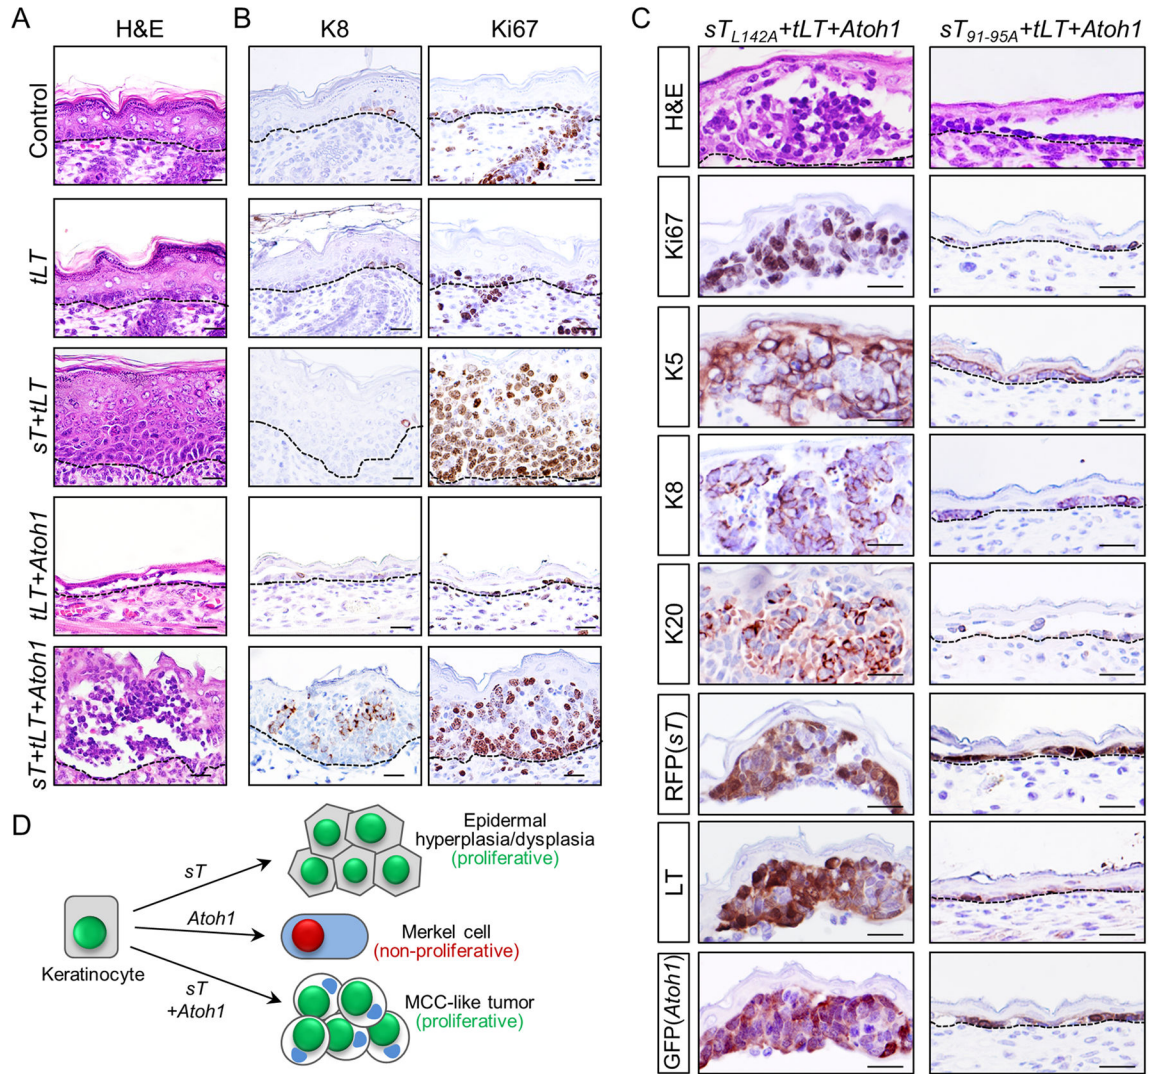 A
H&E
B
K8
Ki67
Control
tLT
sT+tLT
tLT+Atoh1
sT+tLT+Atoh1
C
sT_L142A+tLT+Atoh1
sT_91-95A+tLT+Atoh1
H&E
Ki67
K5
K8
K20
RFP(sT)
LT
GFP(Atoh1)
D
Keratinocyte
sT
Atoh1
sT
+Atoh1
Epidermal
hyperplasia/dysplasia
(proliferative)
Merkel cell
(non-proliferative)
MCC-like tumor
(proliferative)